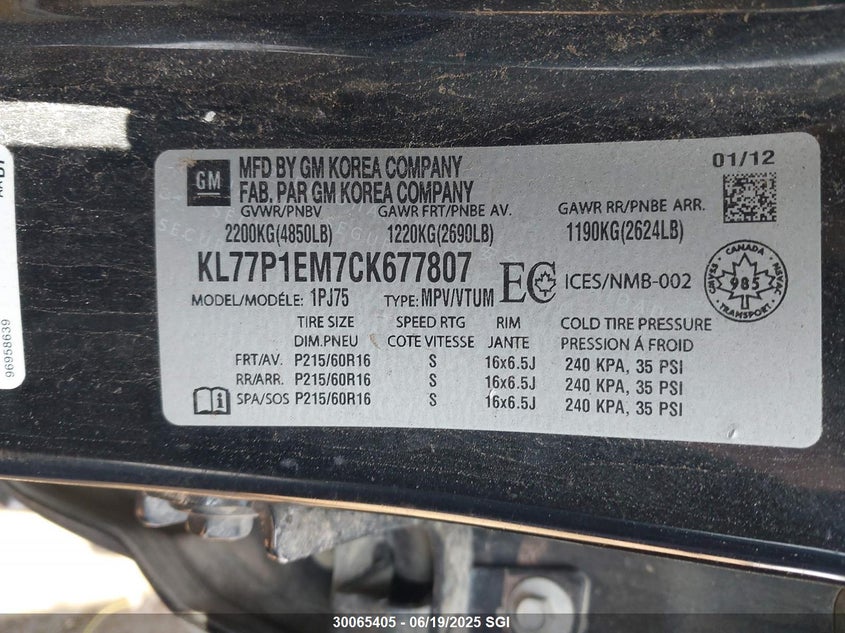 GM
MFD BY GM KOREA COMPANY
FAB. PAR GM KOREA COMPANY
01/12
GVWR/PNBV GAWR FRT/PNBE AV. GAWR RR/PNBE ARR.
2200KG(4850LB) 1220KG(2690LB) 1190KG(2624LB)
KL77P1EM7CK677807
EC ICES/NMB-002
CANADA
985
TRANSPORT
MODEL/MODÉLE: 1PJ75 TYPE: MPV/VTUM
TIRE SIZE SPEED RTG RIM COLD TIRE PRESSURE
DIM.PNEU COTE VITESSE JANTE PRESSION Á FROID
FRT/AV. P215/60R16 S 16x6.5J 240 KPA, 35 PSI
RR/ARR. P215/60R16 S 16x6.5J 240 KPA, 35 PSI
SPA/SOS P215/60R16 S 16x6.5J 240 KPA, 35 PSI
96958639
30065405 - 06/19/2025 SGI